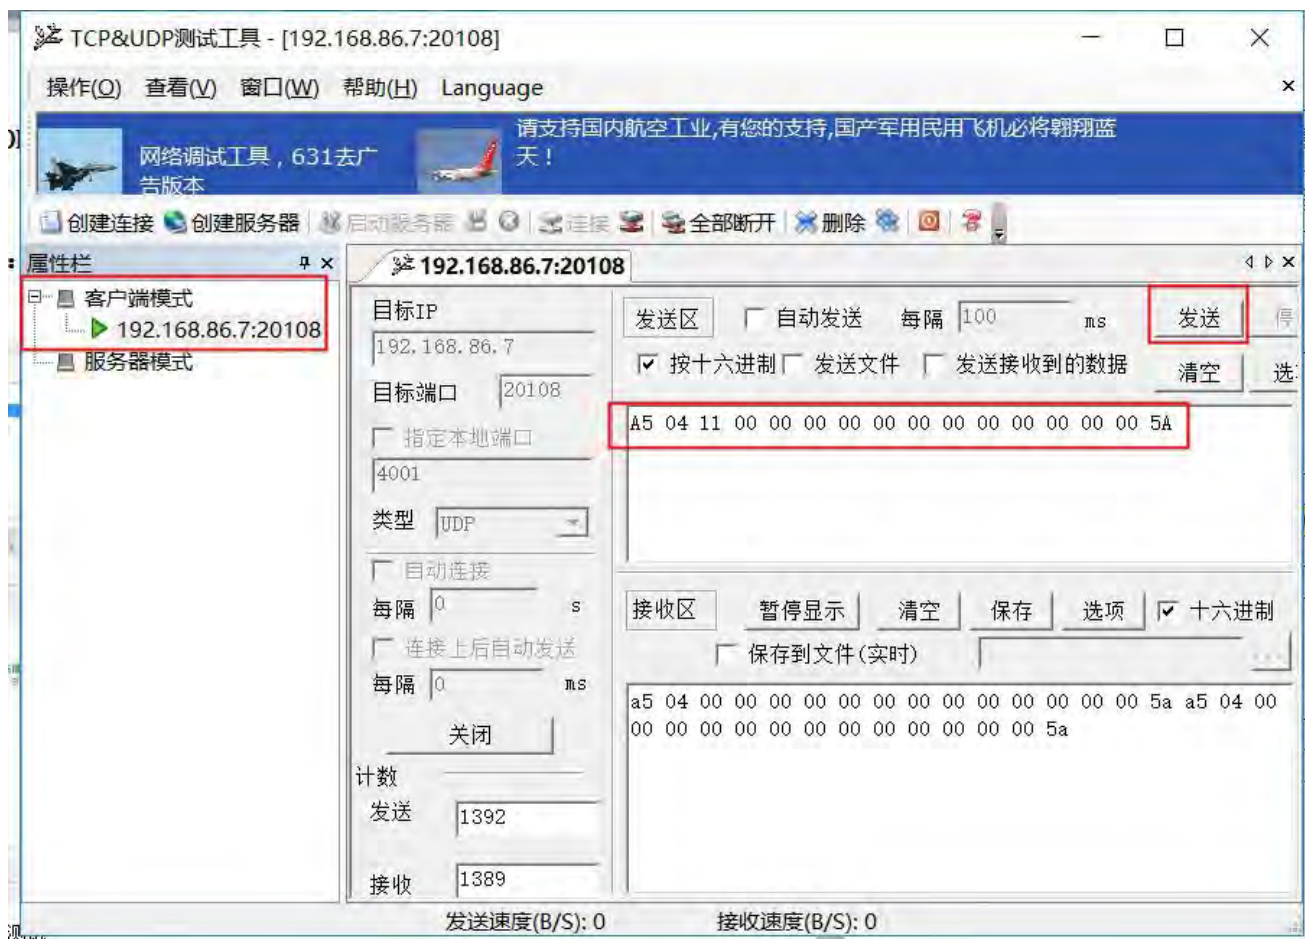 TCP&UDP测试工具 - [192.168.86.7:20108]
操作(O) 查看(V) 窗口(W) 帮助(H) Language
网络调试工具，631去广
告版本
请支持国内航空工业,有您的支持,国产军用民用飞机必将翱翔蓝
天！
创建连接 创建服务器 启动服务器 连接 全部断开 删除
属性栏
192.168.86.7:20108
客户端模式
192.168.86.7:20108
服务器模式
目标IP
192.168.86.7
目标端口 20108
指定本地端口
4001
类型 UDP
自动连接
每隔 0 s
连接上后自动发送
每隔 0 ms
关闭
计数
发送 1392
接收 1389
发送区 自动发送 每隔 100 ms 发送 停
按十六进制 发送文件 发送接收到的数据 清空 选
A5 04 11 00 00 00 00 00 00 00 00 00 00 00 00 5A
接收区 暂停显示 清空 保存 选项 十六进制
保存到文件(实时) ...
a5 04 00 00 00 00 00 00 00 00 00 00 00 00 00 5a a5 04 00
00 00 00 00 00 00 00 00 00 00 00 00 00 5a
发送速度(B/S): 0 接收速度(B/S): 0